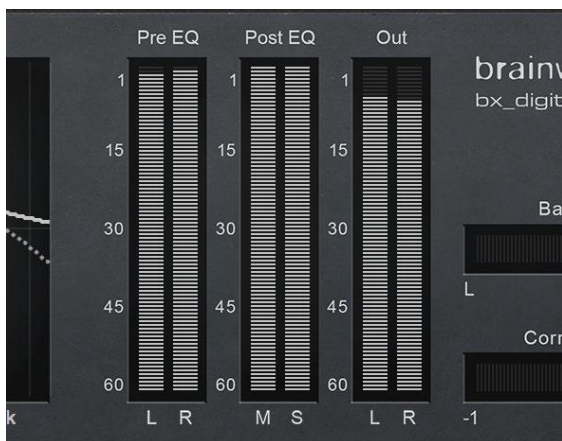 Pre EQ Post EQ Out
brainw
bx_digit
1 1 1
15 15 15
30 30 30
45 45 45
60 60 60
L R M S L R
Ba
L
Corr
-1
k